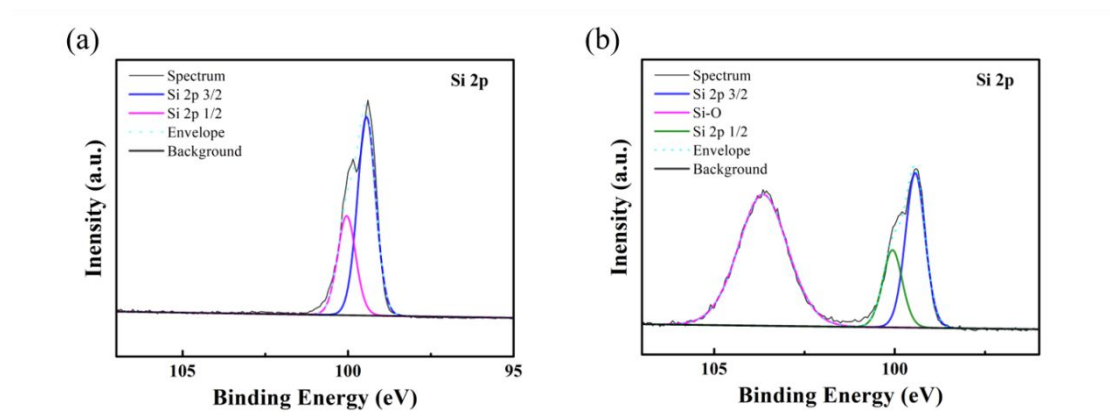 (a)
Spectrum
Si 2p 3/2
Si 2p 1/2
Envelope
Background
Si 2p
Inensity (a.u.)
105
100
95
Binding Energy (eV)
(b)
Spectrum
Si 2p 3/2
Si-O
Si 2p 1/2
Envelope
Background
Si 2p
Inensity (a.u.)
105
100
Binding Energy (eV)